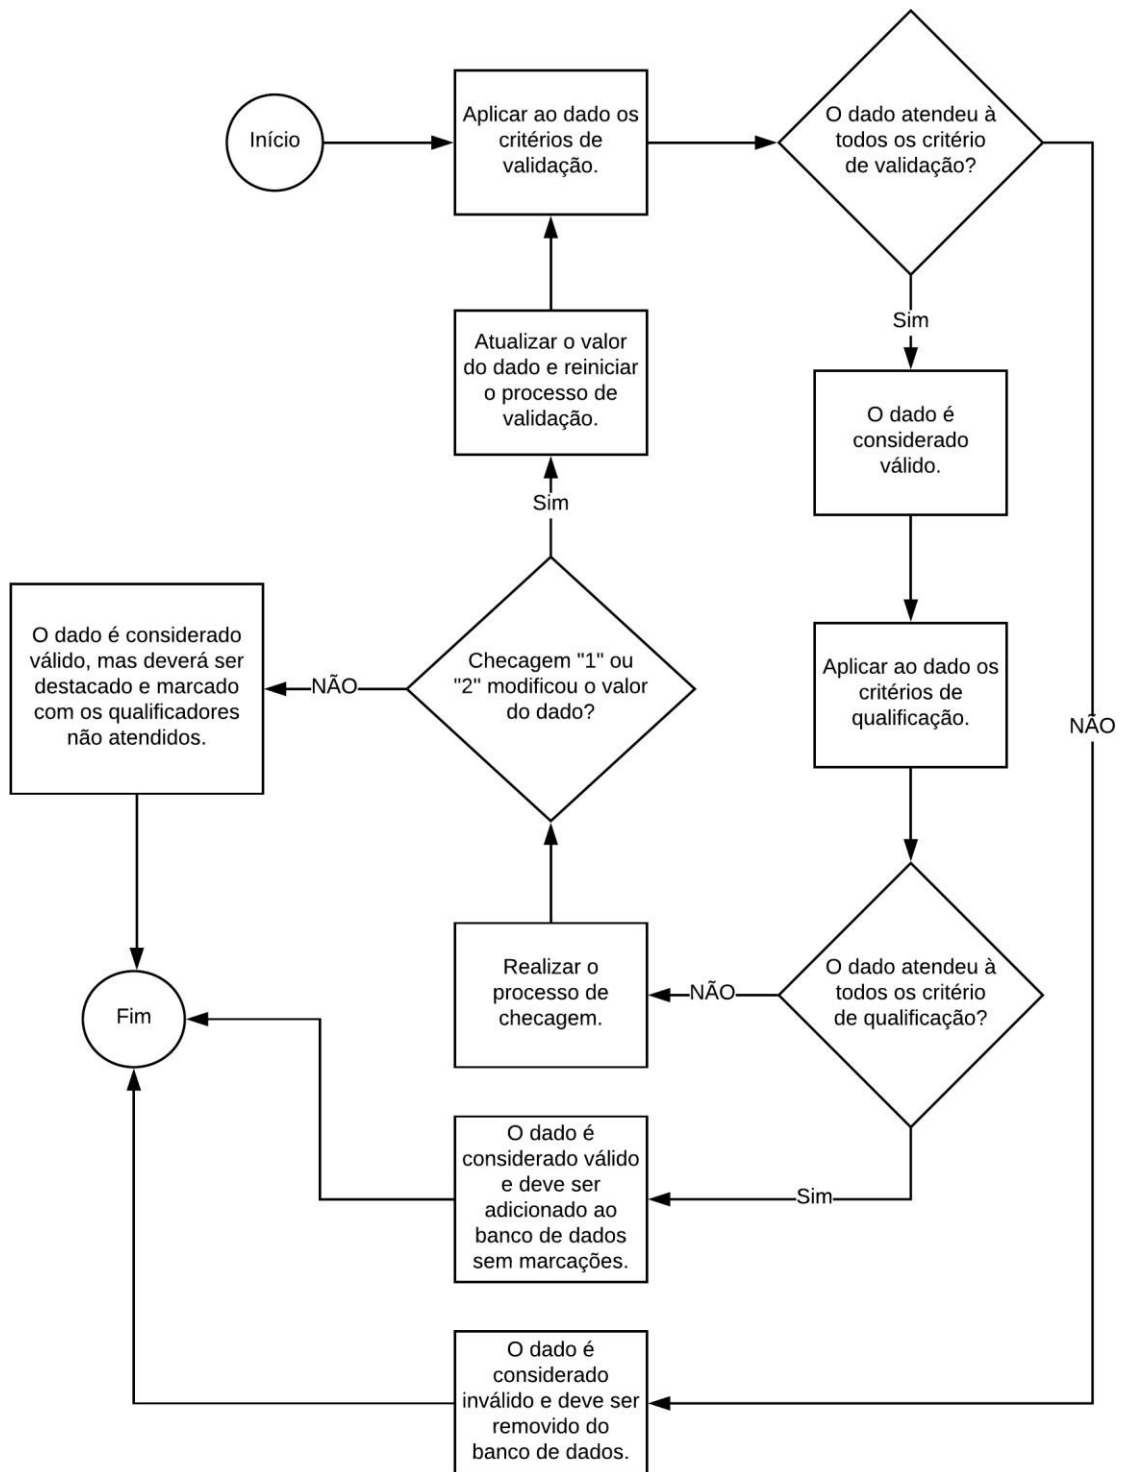 Início
Aplicar ao dado os
critérios de
validação.
O dado atendeu à
todos os critério
de validação?
Sim
NÃO
O dado é
considerado
válido.
Aplicar ao dado os
critérios de
qualificação.
O dado atendeu à
todos os critério
de qualificação?
NÃO
Sim
Realizar o
processo de
checagem.
Checagem "1" ou
"2" modificou o valor
do dado?
Sim
NÃO
Atualizar o valor
do dado e reiniciar
o processo de
validação.
O dado é considerado
válido, mas deverá ser
destacado e marcado
com os qualificadores
não atendidos.
O dado é
considerado válido
e deve ser
adicionado ao
banco de dados
sem marcações.
O dado é
considerado
inválido e deve ser
removido do
banco de dados.
Fim